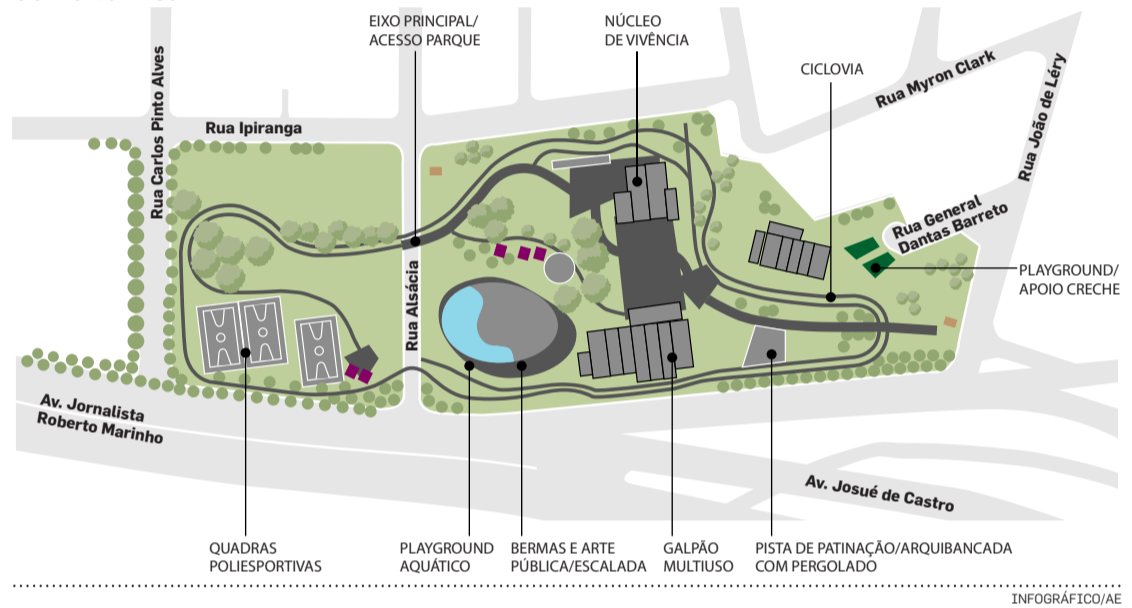 EIXO PRINCIPAL/
ACESSO PARQUE
NÚCLEO
DE VIVÊNCIA
CICLOVIA
Rua Myron Clark
Rua João de Léry
Rua Carlos Pinto Alves
Rua Ipiranga
Rua General
Dantas Barreto
PLAYGROUND/
APOIO CRECHE
Rua Alsácia
Av. Jornalista
Roberto Marinho
Av. Josué de Castro
QUADRAS
POLIESPORTIVAS
PLAYGROUND
AQUÁTICO
BERMAS E ARTE
PÚBLICA/ESCALADA
GALPÃO
MULTIUSO
PISTA DE PATINAÇÃO/ARQUIBANCADA
COM PERGOLADO
INFOGRÁFICO/AE